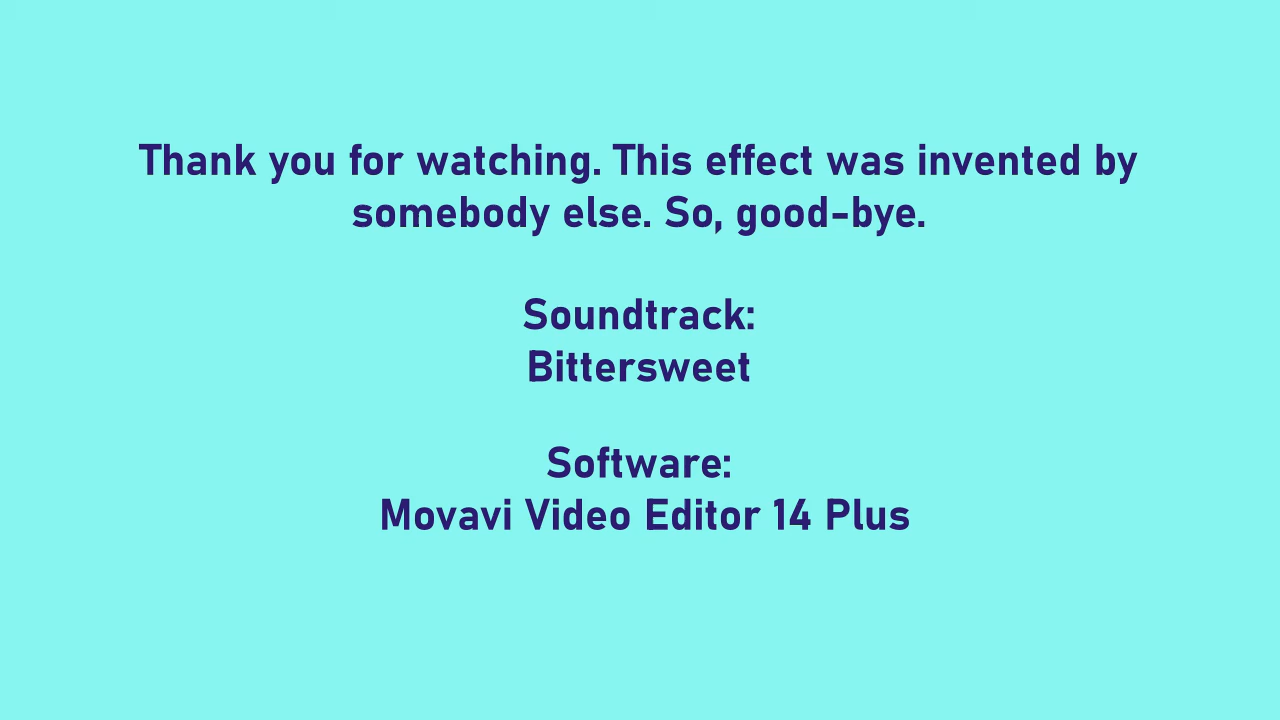 Thank you for watching. This effect was invented by
somebody else. So, good-bye.
Soundtrack:
Bittersweet
Software:
Movavi Video Editor 14 Plus